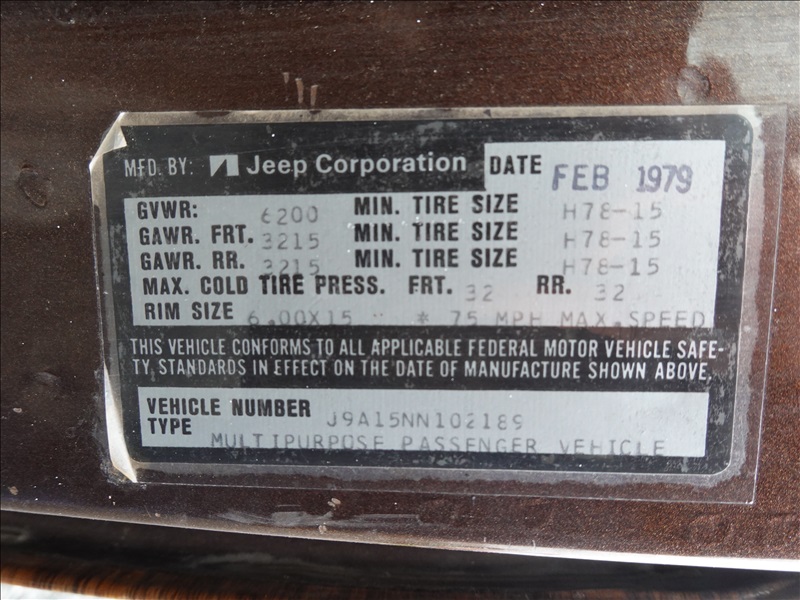 MFD. BY: Jeep Corporation DATE FEB 1979
GVWR: 6200 MIN. TIRE SIZE H78-15
GAWR. FRT. 3215 MIN. TIRE SIZE H78-15
GAWR. RR. 3215 MIN. TIRE SIZE H78-15
MAX. COLD TIRE PRESS. FRT. 32 RR. 32
RIM SIZE 6.00X15 " * 75 MPH MAX.SPEED
THIS VEHICLE CONFORMS TO ALL APPLICABLE FEDERAL MOTOR VEHICLE SAFE-
TY STANDARDS IN EFFECT ON THE DATE OF MANUFACTURE SHOWN ABOVE.
VEHICLE NUMBER J9A15NN102189
TYPE MULTIPURPOSE PASSENGER VEHICLE